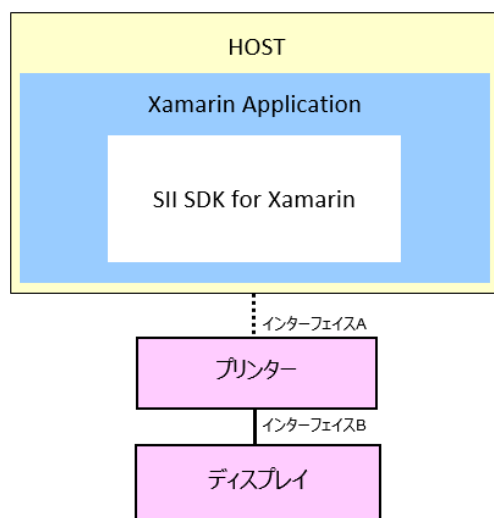 HOST
Xamarin Application
SII SDK for Xamarin
インターフェイスA
プリンター
インターフェイスB
ディスプレイ